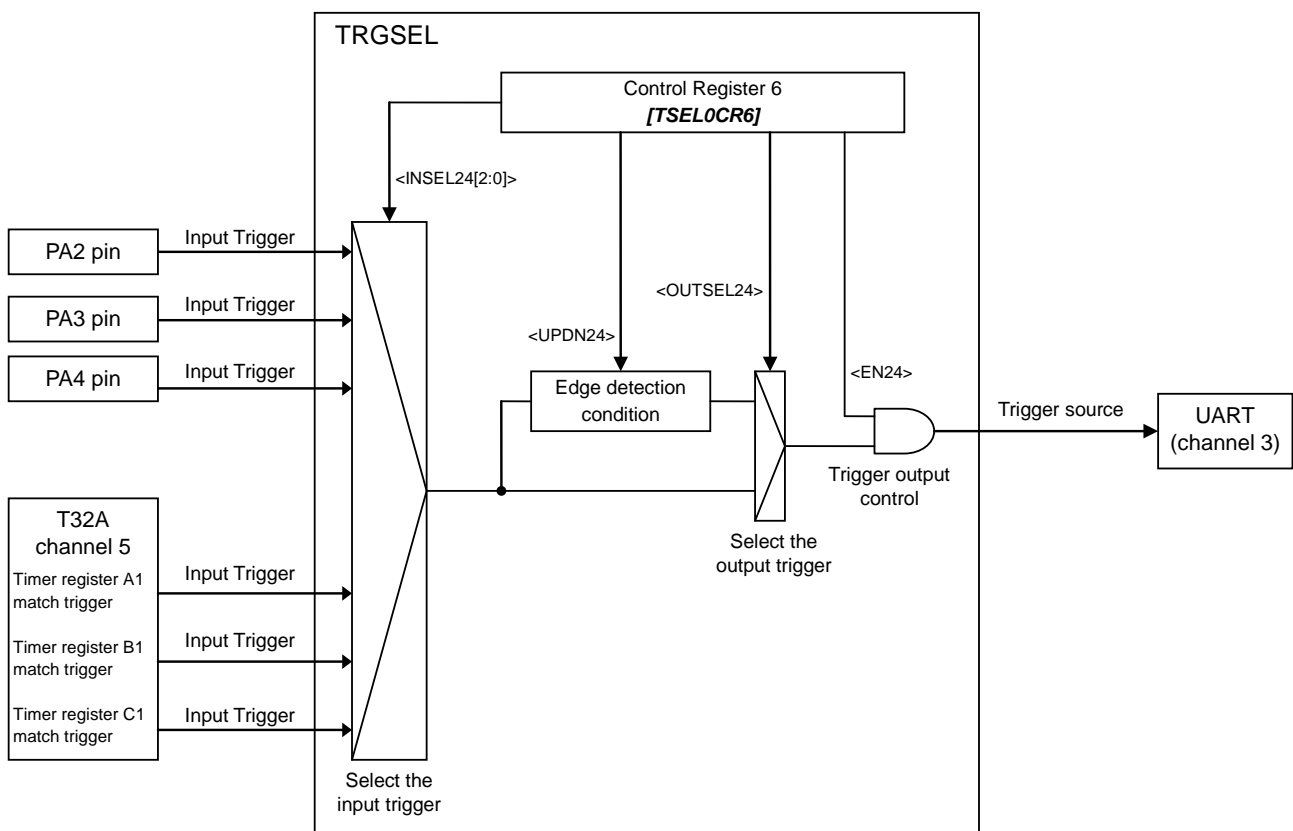 TRGSEL
Control Register 6
[TSEL0CR6]
<INSEL24[2:0]>
PA2 pin
Input Trigger
PA3 pin
Input Trigger
PA4 pin
Input Trigger
<OUTSEL24>
<UPDN24>
<EN24>
Edge detection
condition
Trigger source
UART
(channel 3)
Trigger output
control
Select the
output trigger
T32A
channel 5
Timer register A1
match trigger
Input Trigger
Timer register B1
match trigger
Input Trigger
Timer register C1
match trigger
Input Trigger
Select the
input trigger